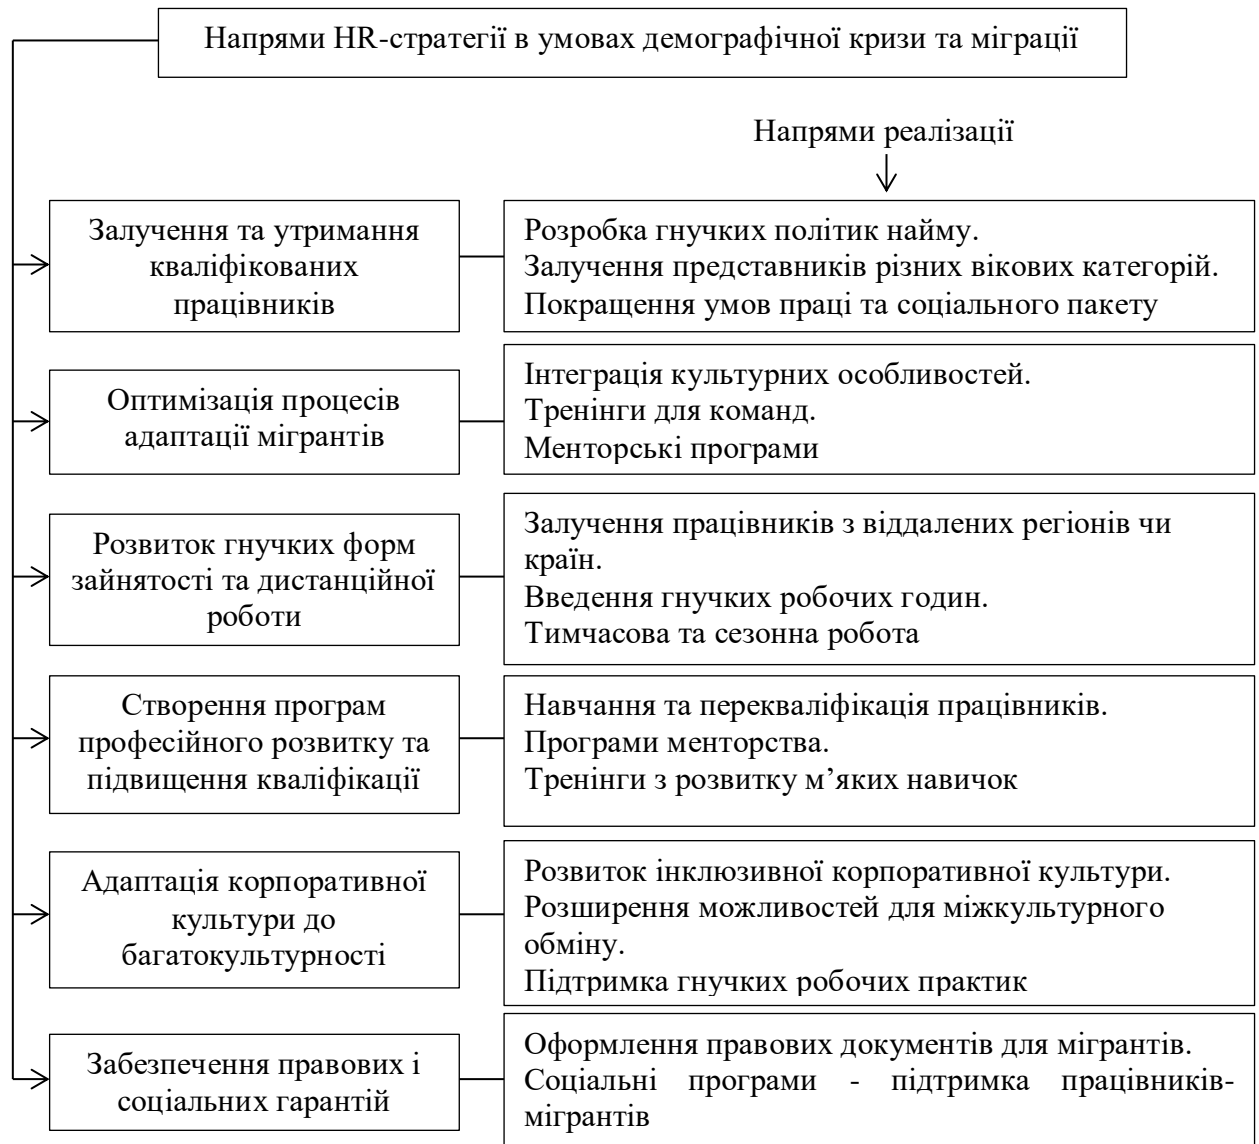 Напрями HR-стратегії в умовах демографічної кризи та міграції
Напрями реалізації
Залучення та утримання
кваліфікованих
працівників
Розробка гнучких політик найму.
Залучення представників різних вікових категорій.
Покращення умов праці та соціального пакету
Оптимізація процесів
адаптації мігрантів
Інтеграція культурних особливостей.
Тренінги для команд.
Менторські програми
Розвиток гнучких форм
зайнятості та дистанційної
роботи
Залучення працівників з віддалених регіонів чи
країн.
Введення гнучких робочих годин.
Тимчасова та сезонна робота
Створення програм
професійного розвитку та
підвищення кваліфікації
Навчання та перекваліфікація працівників.
Програми менторства.
Тренінги з розвитку м’яких навичок
Адаптація корпоративної
культури до
багатокультурності
Розвиток інклюзивної корпоративної культури.
Розширення можливостей для міжкультурного
обміну.
Підтримка гнучких робочих практик
Забезпечення правових і
соціальних гарантій
Оформлення правових документів для мігрантів.
Соціальні програми - підтримка працівників-
мігрантів